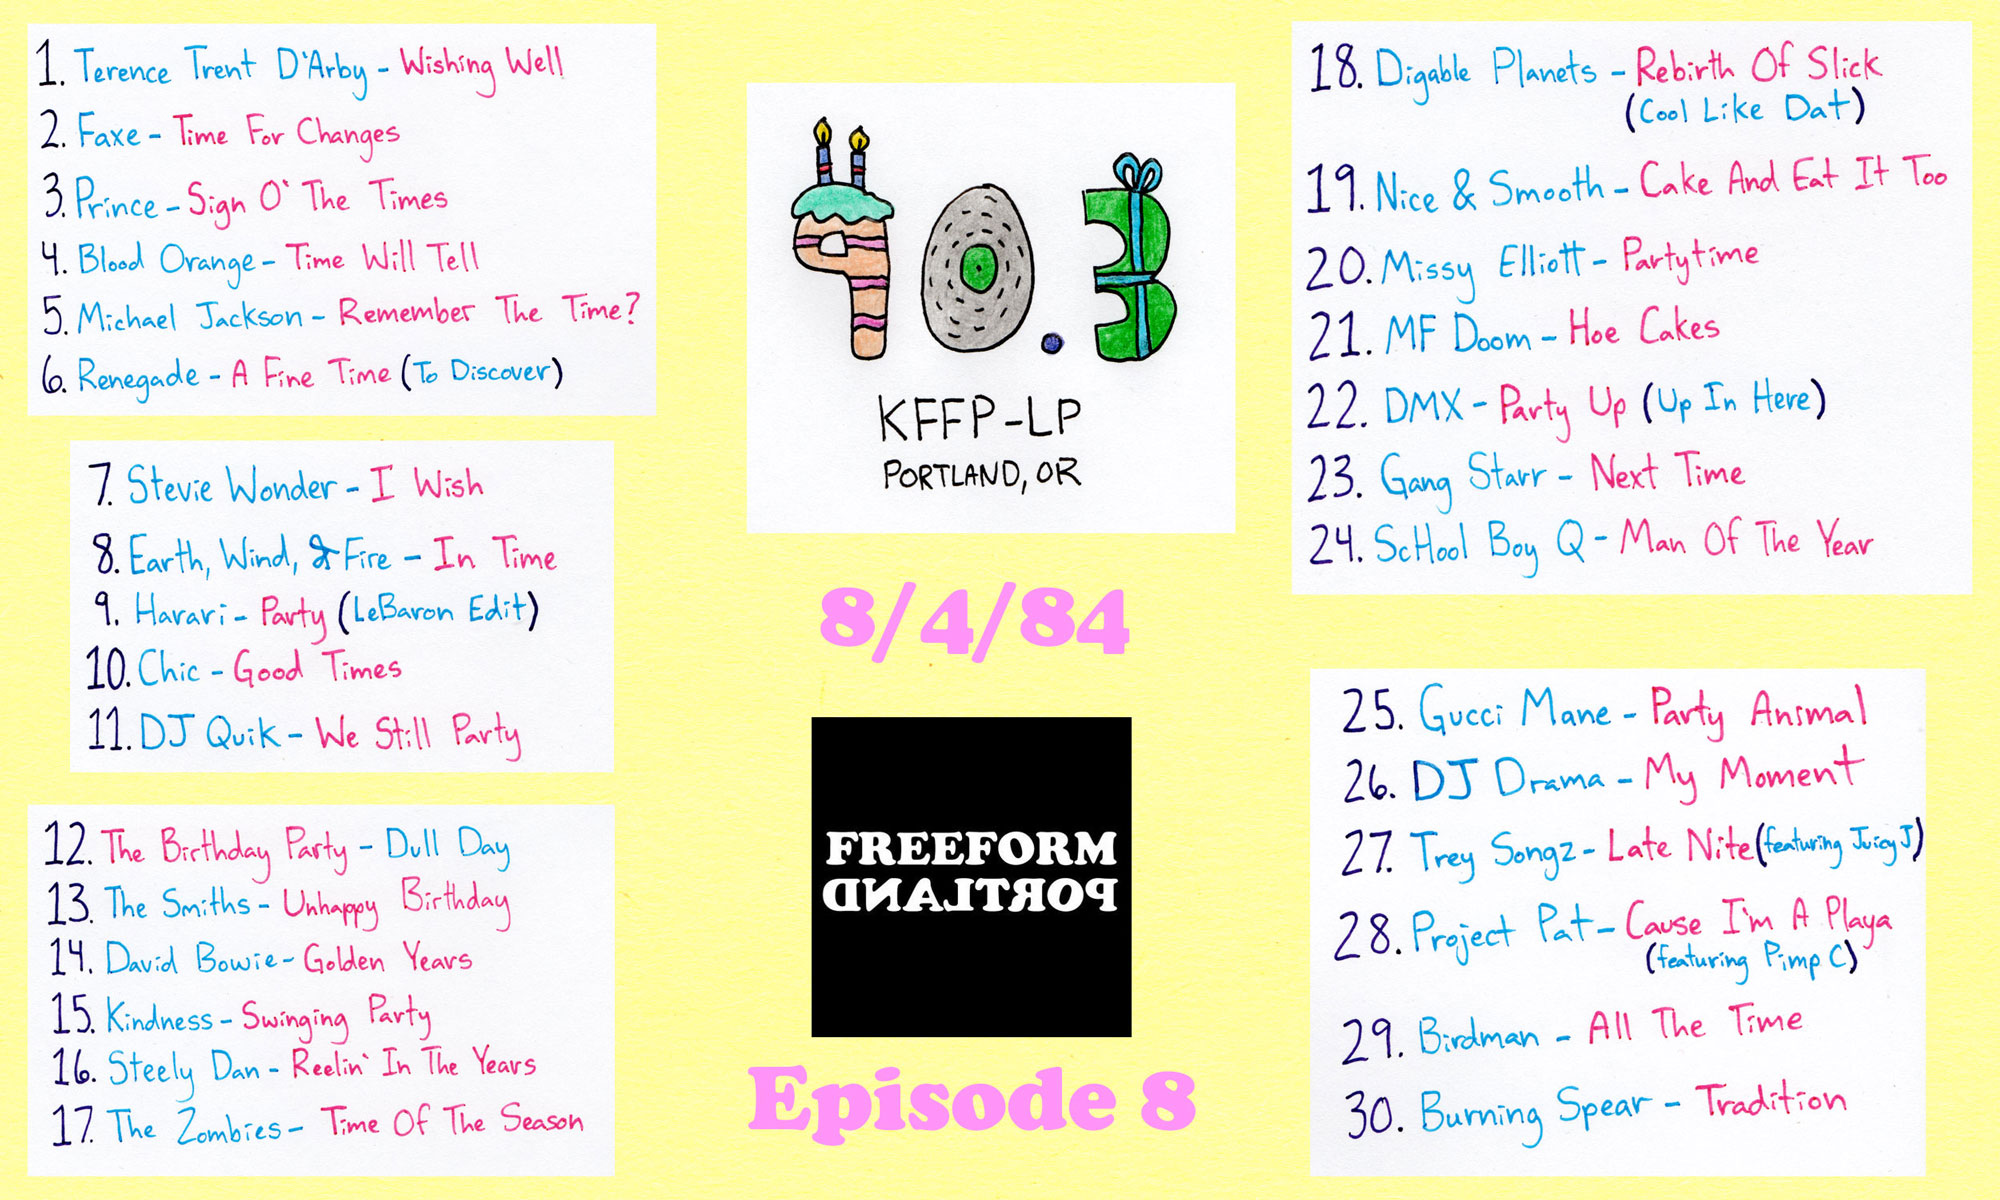 1. Terence Trent D'Arby - Wishing Well
2. Faxe - Time For Changes
3. Prince - Sign O' The Times
4. Blood Orange - Time Will Tell
5. Michael Jackson - Remember The Time?
6. Renegade - A Fine Time (To Discover)
7. Stevie Wonder - I Wish
8. Earth, Wind, & Fire - In Time
9. Harari - Party (LeBaron Edit)
10. Chic - Good Times
11. DJ Quik - We Still Party
12. The Birthday Party - Dull Day
13. The Smiths - Unhappy Birthday
14. David Bowie - Golden Years
15. Kindness - Swinging Party
16. Steely Dan - Reelin' In The Years
17. The Zombies - Time Of The Season
90.3
KFFP-LP
PORTLAND, OR
8/4/84
FREEFORM
PORTLAND
Episode 8
18. Digable Planets - Rebirth Of Slick
(Cool Like Dat)
19. Nice & Smooth - Cake And Eat It Too
20. Missy Elliott - Partytime
21. MF Doom - Hoe Cakes
22. DMX - Party Up (Up In Here)
23. Gang Starr - Next Time
24. ScHool Boy Q - Man Of The Year
25. Gucci Mane - Party Animal
26. DJ Drama - My Moment
27. Trey Songz - Late Nite (featuring Juicy J)
28. Project Pat - Cause I'm A Playa
(featuring Pimp C)
29. Birdman - All The Time
30. Burning Spear - Tradition